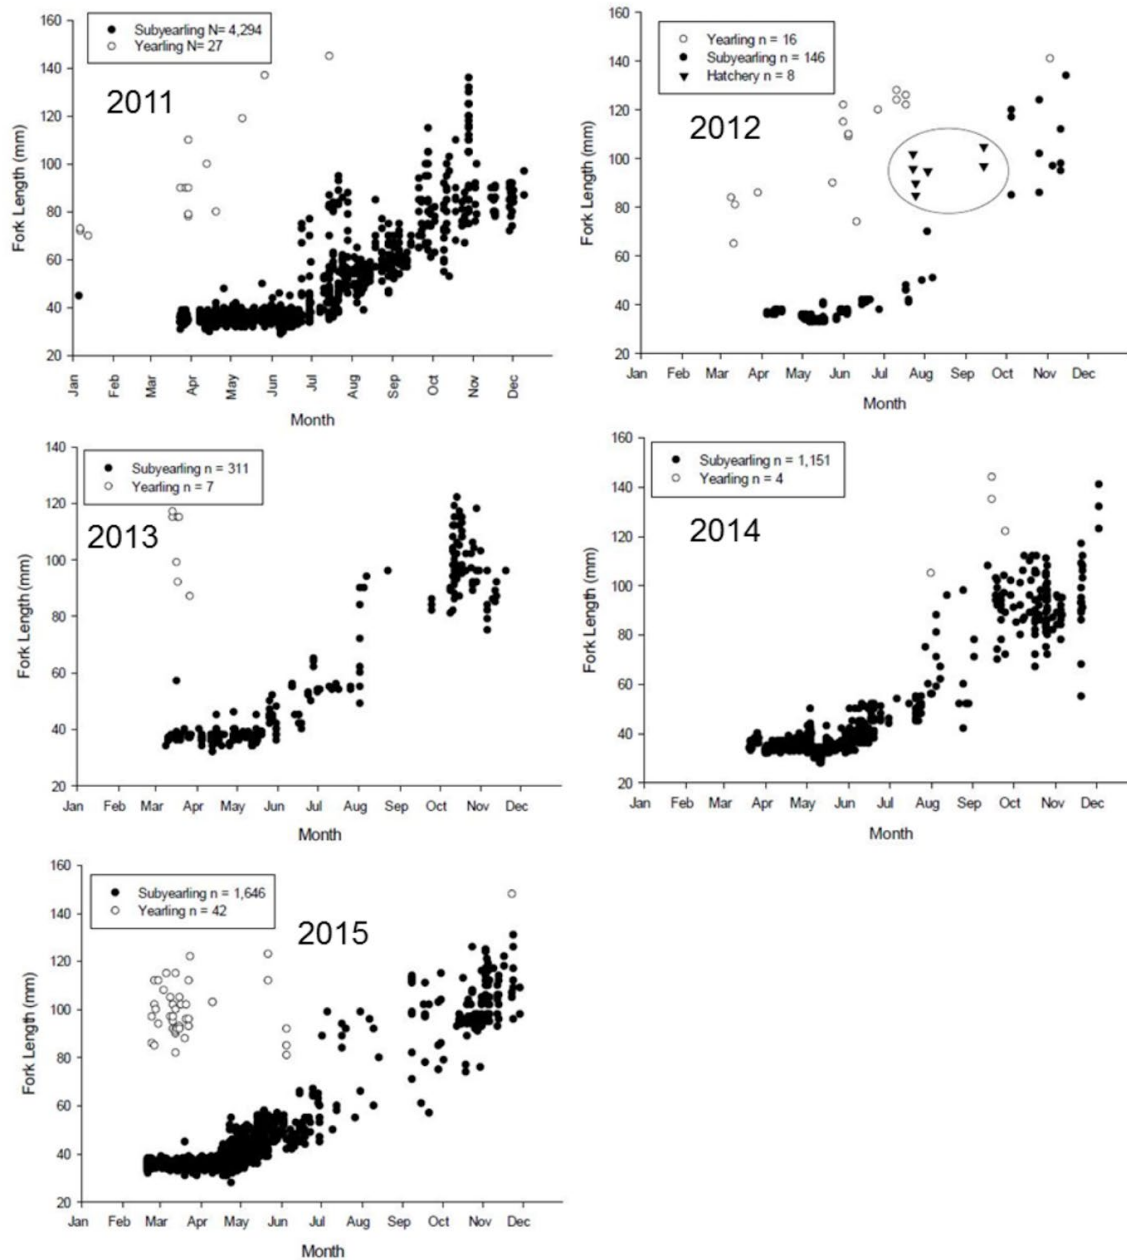 160
140
120
100
80
60
40
20
Fork Length (mm)
Subyearling N= 4,294
Yearling N= 27
2011
Jan Feb Mar Apr May Jun Jul Aug Sep Oct Nov Dec
Month
160
140
120
100
80
60
40
20
Fork Length (mm)
Yearling n = 16
Subyearling n = 146
Hatchery n = 8
2012
Jan Feb Mar Apr May Jun Jul Aug Sep Oct Nov Dec
Month
140
120
100
80
60
40
20
Fork Length (mm)
Subyearling n = 311
Yearling n = 7
2013
Jan Feb Mar Apr May Jun Jul Aug Sep Oct Nov Dec
Month
160
140
120
100
80
60
40
20
Fork Length (mm)
Subyearling n = 1,151
Yearling n = 4
2014
Jan Feb Mar Apr May Jun Jul Aug Sep Oct Nov Dec
Month
160
140
120
100
80
60
40
20
Fork Length (mm)
Subyearling n = 1,646
Yearling n = 42
2015
Jan Feb Mar Apr May Jun Jul Aug Sep Oct Nov Dec
Month